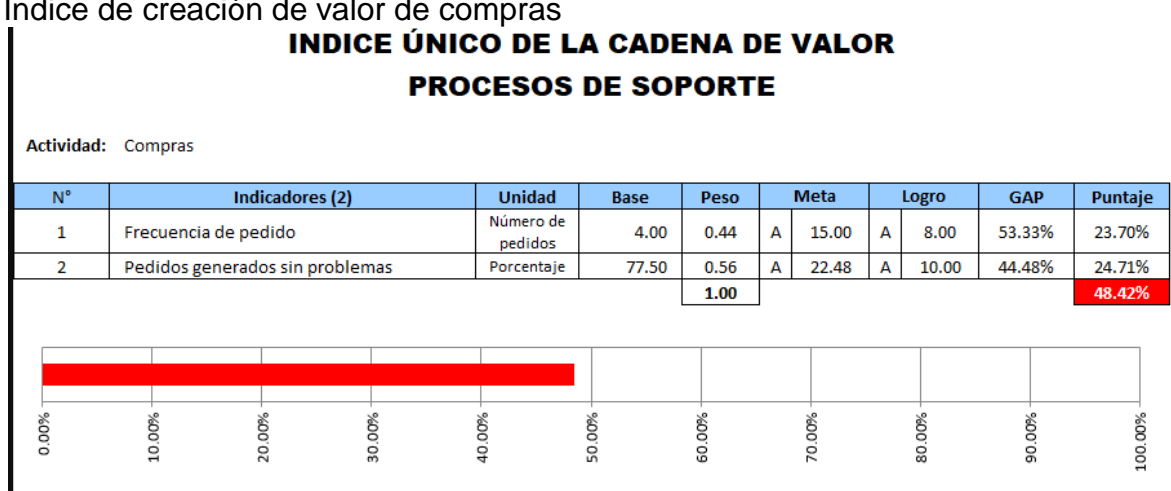 Índice de creación de valor de compras
INDICE ÚNICO DE LA CADENA DE VALOR
PROCESOS DE SOPORTE
Actividad: Compras
N° Indicadores (2) Unidad Base Peso Meta Logro GAP Puntaje
1 Frecuencia de pedido Número de pedidos 4.00 0.44 A 15.00 A 8.00 53.33% 23.70%
2 Pedidos generados sin problemas Porcentaje 77.50 0.56 A 22.48 A 10.00 44.48% 24.71%
1.00 48.42%
0.00% 10.00% 20.00% 30.00% 40.00% 50.00% 60.00% 70.00% 80.00% 90.00% 100.00%